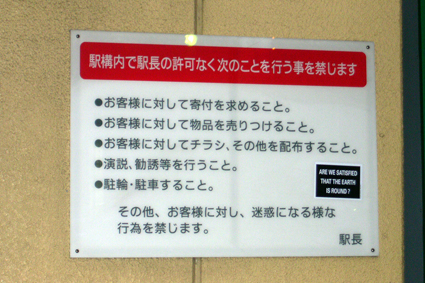 駅構内で駅長の許可なく次のことを行う事を禁じます
●お客様に対して寄付を求めること。
●お客様に対して物品を売りつけること。
●お客様に対してチラシ、その他を配布すること。
●演説、勧誘等を行うこと。
●駐輪・駐車すること。
ARE WE SATISFIED
THAT THE EARTH
IS ROUND ?
その他、お客様に対し、迷惑になる様な
行為を禁じます。
駅長